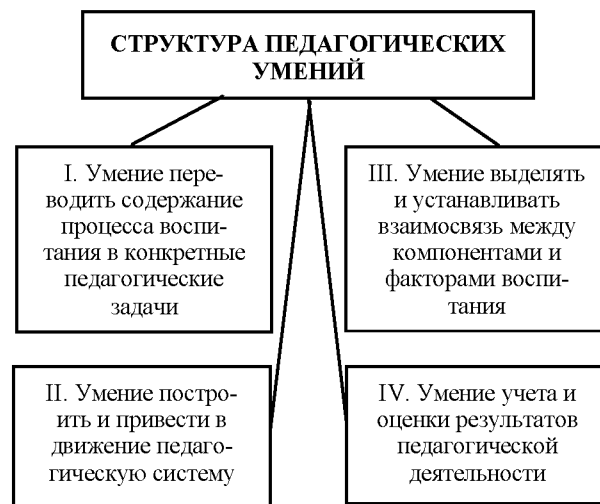 СТРУКТУРА ПЕДАГОГИЧЕСКИХ
УМЕНИЙ
I. Умение пере-
водить содержание
процесса воспи-
тания в конкретные
педагогические
задачи
II. Умение постро-
ить и привести в
движение педаго-
гическую систему
III. Умение выделять
и устанавливать
взаимосвязь между
компонентами и
факторами воспи-
тания
IV. Умение учета и
оценки результатов
педагогической
деятельности